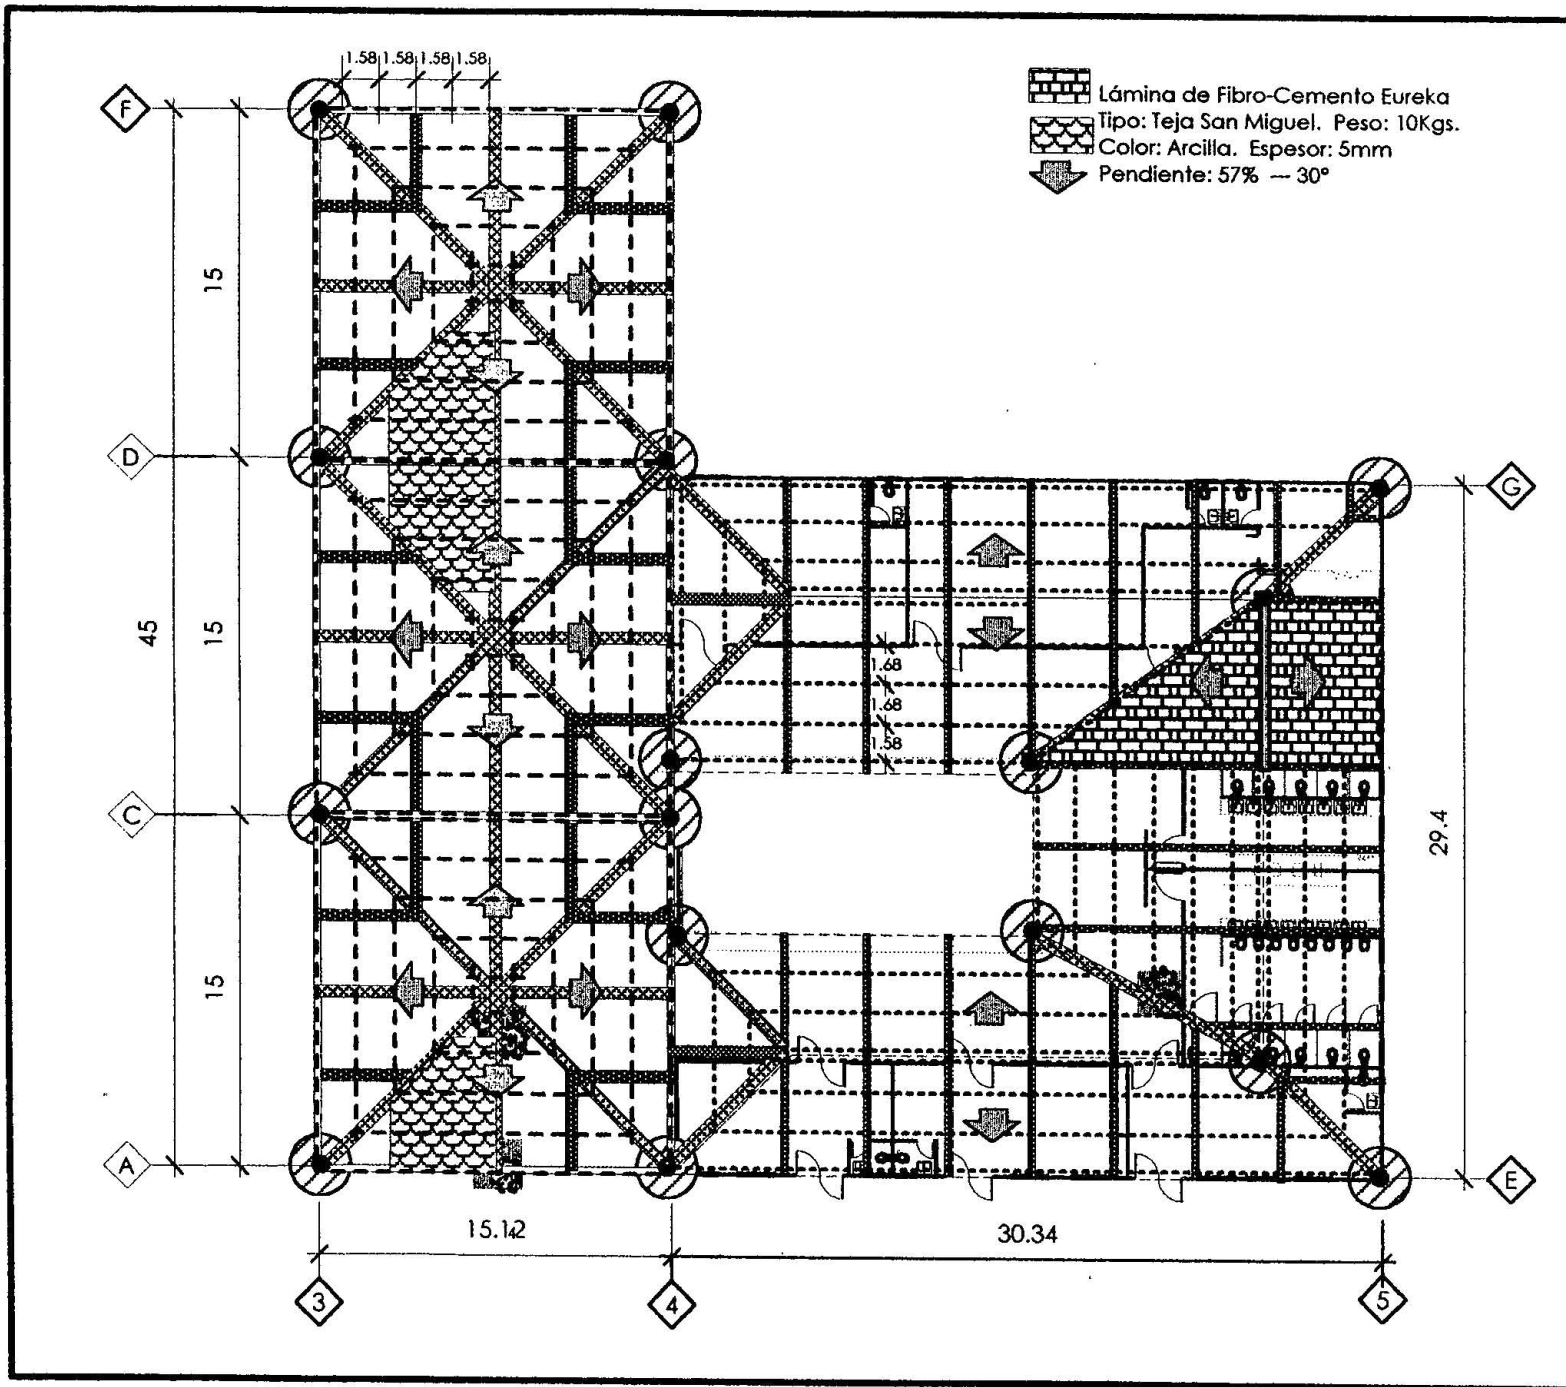 1.58 1.58 1.58 1.58
Lámina de Fibro-Cemento Eureka
Tipo: Teja San Miguel. Peso: 10Kgs.
Color: Arcilla. Espesor: 5mm
Pendiente: 57% — 30°
F
15
D
G
45
15
1.68
1.68
1.58
C
29.4
15
A
E
15.12
30.34
3
4
5